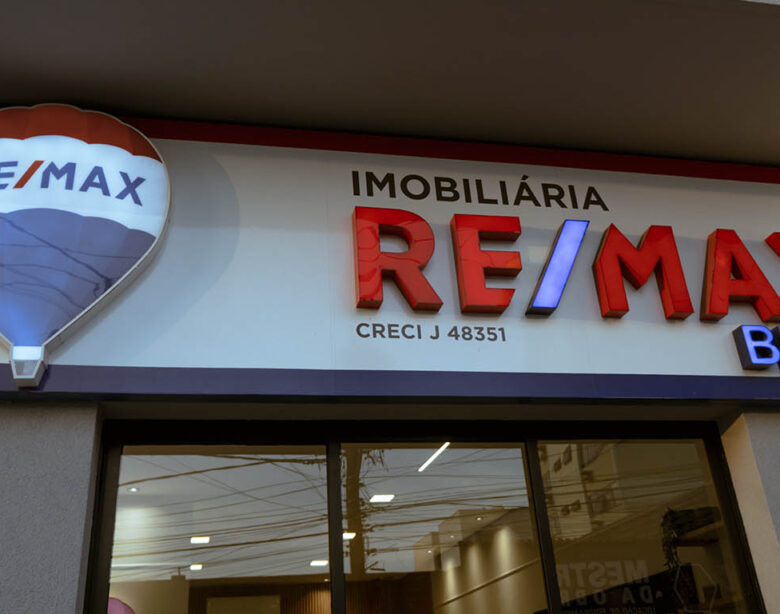 E/MAX
IMOBILIÁRIA
RE/MAX
CRECI J 48351